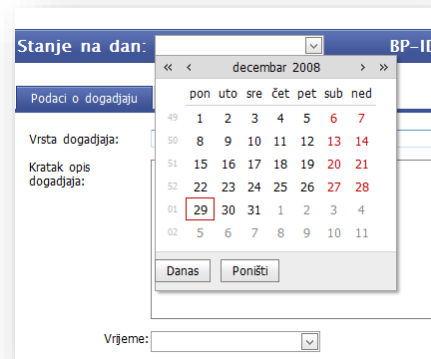 Stanje na dan: BP-ID
« ‹ decembar 2008 › »
Podaci o dogadjaju
pon uto sre čet pet sub ned
49 1 2 3 4 5 6 7
Vrsta dogadjaja:
50 8 9 10 11 12 13 14
Kratak opis
dogadjaja:
51 15 16 17 18 19 20 21
52 22 23 24 25 26 27 28
01 29 30 31 1 2 3 4
02 5 6 7 8 9 10 11
Danas Poništi
Vrijeme: